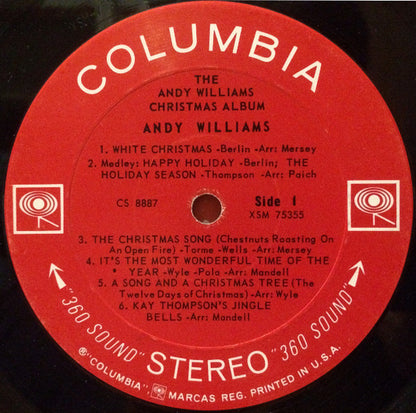 COLUMBIA
THE
ANDY WILLIAMS
CHRISTMAS ALBUM
ANDY WILLIAMS
1. WHITE CHRISTMAS -Berlin -Arr: Mersey
2. Medley: HAPPY HOLIDAY -Berlin; THE
HOLIDAY SEASON -Thompson -Arr: Paich
CS 8887
Side 1
XSM 75355
3. THE CHRISTMAS SONG (Chestnuts Roasting On
An Open Fire) -Torme -Wells -Arr: Mersey
4. IT'S THE MOST WONDERFUL TIME OF THE
YEAR -Wyle -Pola -Arr: Mandell
5. A SONG AND A CHRISTMAS TREE (The
Twelve Days of Christmas) -Arr: Wyle
6. KAY THOMPSON'S JINGLE
BELLS -Arr: Mandell
"360 SOUND" STEREO "360 SOUND"
® "COLUMBIA", MARCAS REG. PRINTED IN U.S.A.